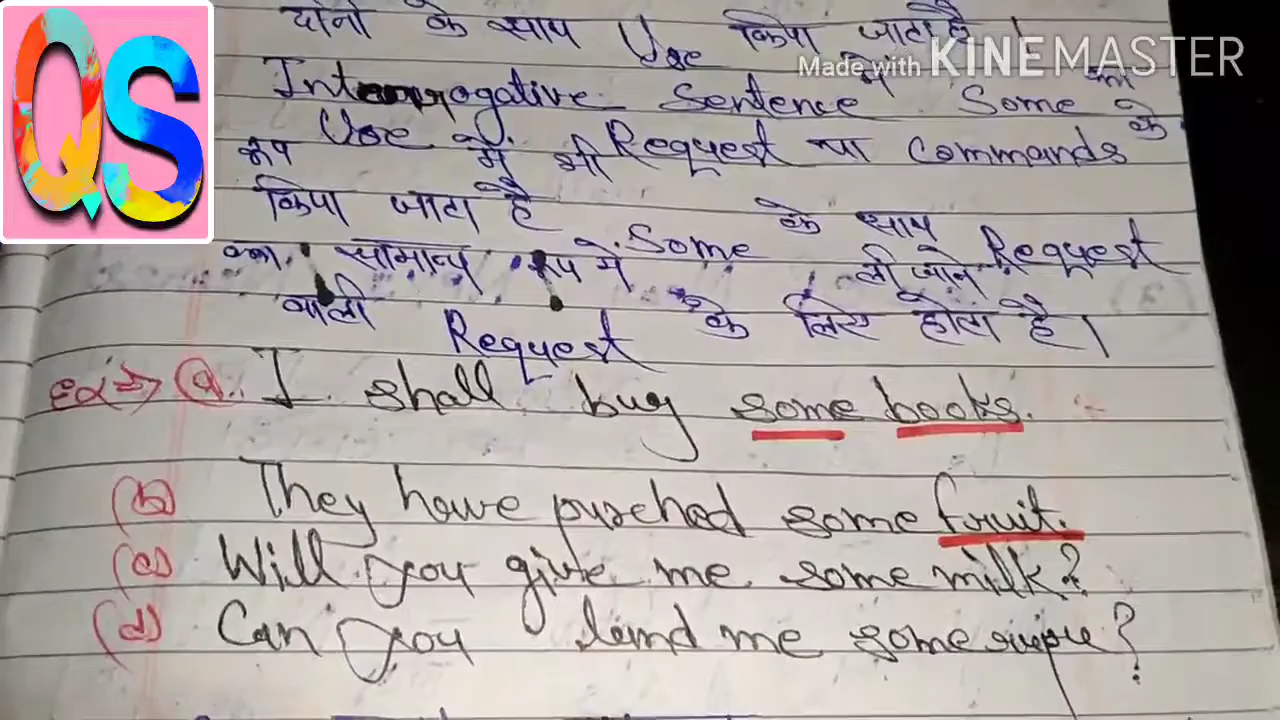 QS
दोनो के साथ Use किया जाता है ।
Made with KINEMASTER
Interrogative Sentence में Some का
Use के Request या Commands के
रूप में भी
किया जाता है Some के साथ Request
का सामान्य रूप में ली जाने
वाली Request के लिए होता है ।
Ex ⇒ (a). I shall buy some books.
(b) They have purched some fruit.
(c) Will you give me some milk?
(d) Can you lend me some